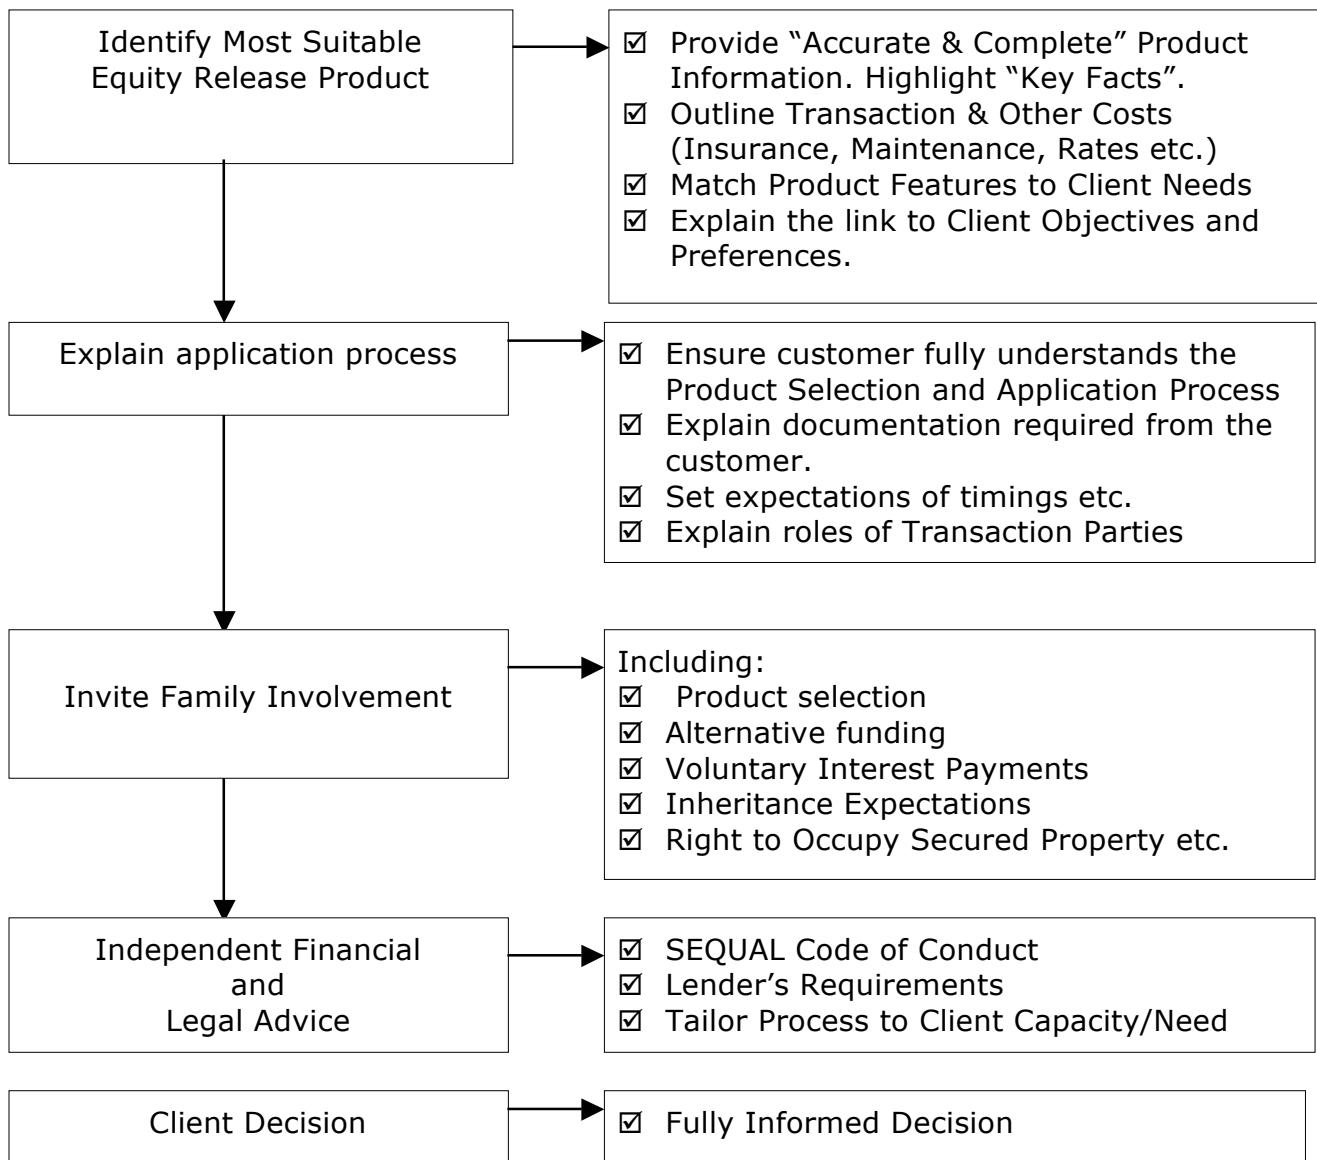 Identify Most Suitable
Equity Release Product
☑ Provide “Accurate & Complete” Product
Information. Highlight “Key Facts”.
☑ Outline Transaction & Other Costs
(Insurance, Maintenance, Rates etc.)
☑ Match Product Features to Client Needs
☑ Explain the link to Client Objectives and
Preferences.
Explain application process
☑ Ensure customer fully understands the
Product Selection and Application Process
☑ Explain documentation required from the
customer.
☑ Set expectations of timings etc.
☑ Explain roles of Transaction Parties
Invite Family Involvement
Including:
☑ Product selection
☑ Alternative funding
☑ Voluntary Interest Payments
☑ Inheritance Expectations
☑ Right to Occupy Secured Property etc.
Independent Financial
and
Legal Advice
☑ SEQUAL Code of Conduct
☑ Lender’s Requirements
☑ Tailor Process to Client Capacity/Need
Client Decision
☑ Fully Informed Decision